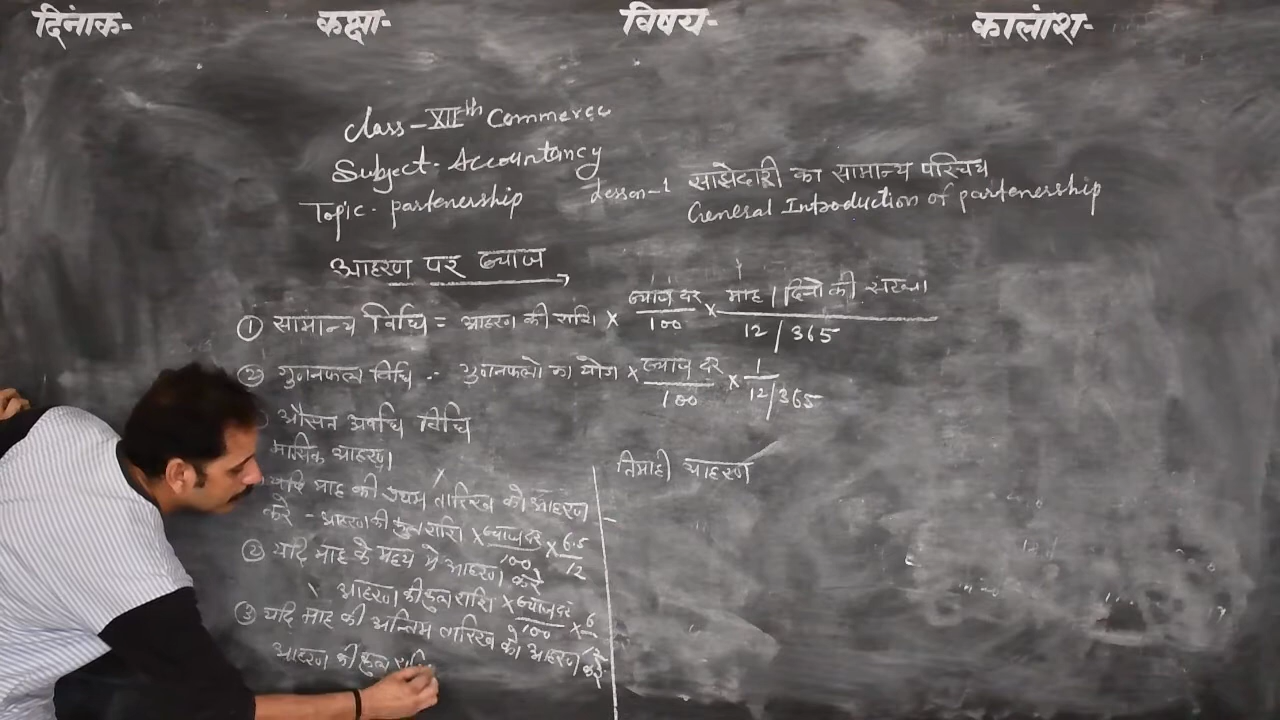 दिंनाक-
कक्षा-
विषय-
कालांश-
Class-XIIth Commerce
Subject- Accountancy
Topic- partenership
Lesson-1 साझेदारी का सामान्य परिचय
General Introduction of partenership
आहरण पर ब्याज
① सामान्य विधि = आहरण की राशि × ब्याज दर/100 × माह/दिनो की संख्या/12/365
② गुणनफल विधि :- गुणनफलो का योग × ब्याज दर/100 × 1/12/365
औसत अवधि विधि
मासिक आहरण
यदि माह की प्रथम तारिख को आहरण
करे - आहरण की कुल राशि × ब्याज दर/100 × 6.5/12
② यदि माह के मध्य मे आहरण करे
आहरण की कुल राशि × ब्याज दर/100 × 6/12
③ यदि माह की अन्तिम तारिख को आहरण करे
आहरण की कुल
तिमाही आहरण